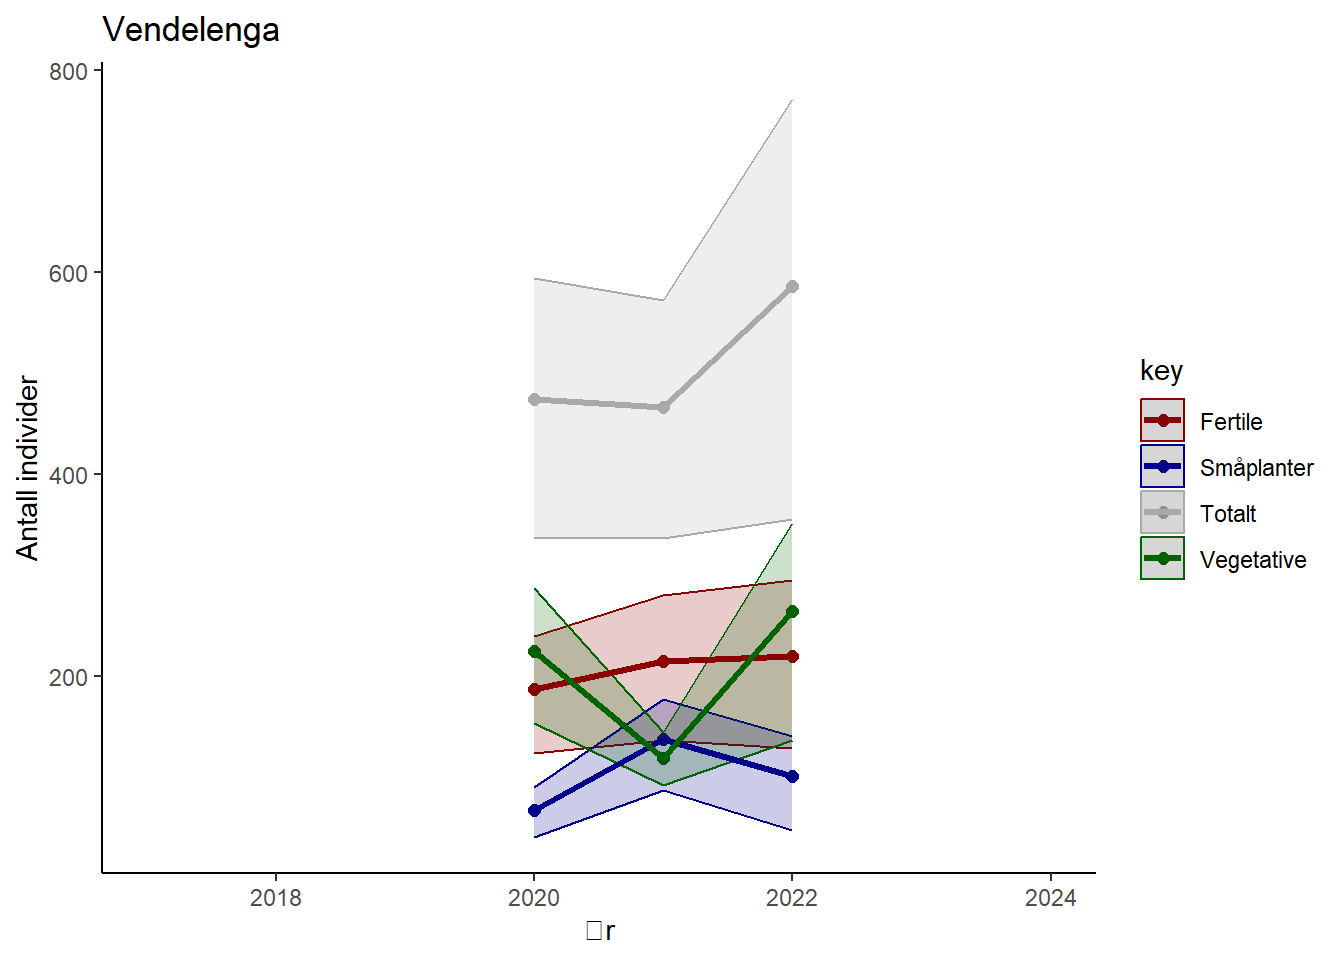 Vendelenga
800
600
400
200
Antall individer
2018 2020 2022 2024
□r
key
Fertile
Småplanter
Totalt
Vegetative